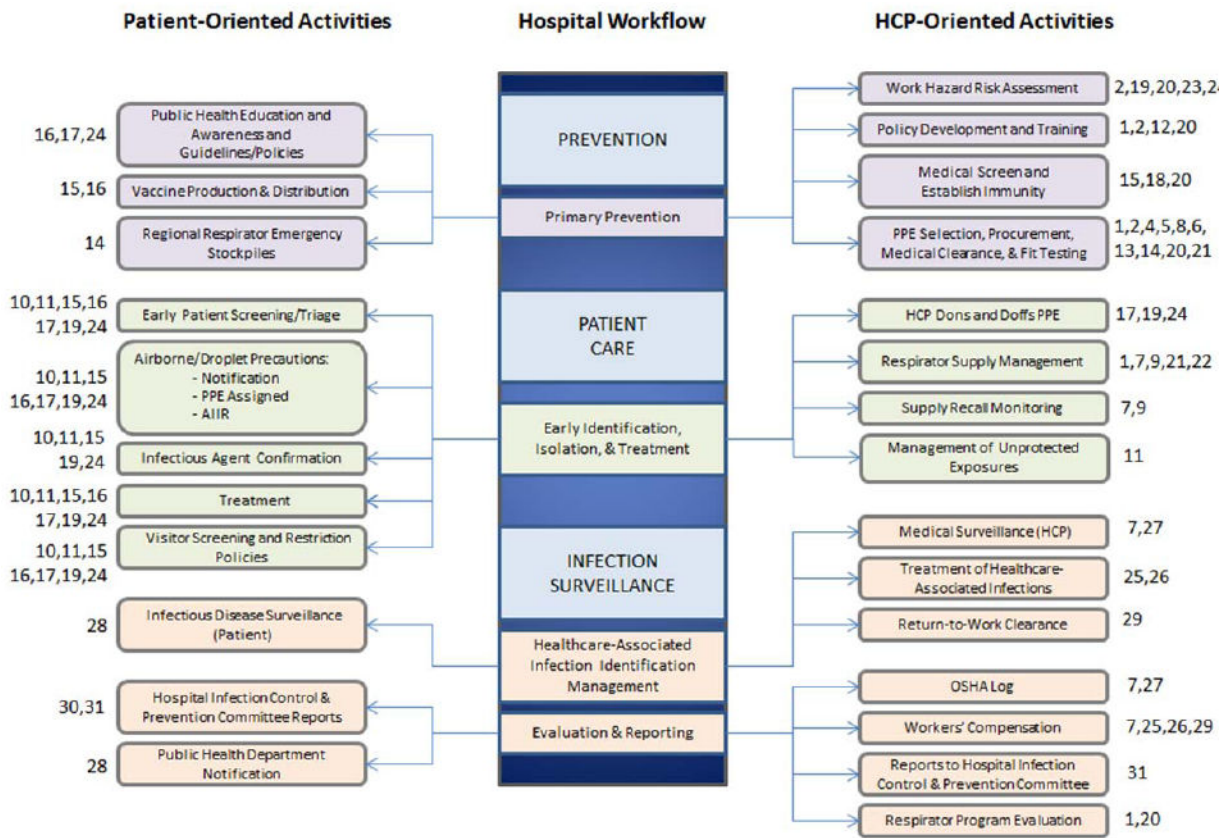 Patient-Oriented Activities
Hospital Workflow
HCP-Oriented Activities
16,17,24
Public Health Education and
Awareness and
Guidelines/Policies
15,16
Vaccine Production & Distribution
14
Regional Respirator Emergency
Stockpiles
10,11,15,16
17,19,24
Early Patient Screening/Triage
10,11,15
16,17,19,24
Airborne/Droplet Precautions:
- Notification
- PPE Assigned
- AIIR
10,11,15
19,24
Infectious Agent Confirmation
10,11,15,16
17,19,24
Treatment
10,11,15
16,17,19,24
Visitor Screening and Restriction
Policies
28
Infectious Disease Surveillance
(Patient)
30,31
Hospital Infection Control &
Prevention Committee Reports
28
Public Health Department
Notification
PREVENTION
Primary Prevention
PATIENT
CARE
Early Identification,
Isolation, & Treatment
INFECTION
SURVEILLANCE
Healthcare-Associated
Infection Identification
Management
Evaluation & Reporting
Work Hazard Risk Assessment
2,19,20,23,
Policy Development and Training
1,2,12,20
Medical Screen and
Establish Immunity
15,18,20
PPE Selection, Procurement,
Medical Clearance, & Fit Testing
1,2,4,5,8,6,
13,14,20,21
HCP Dons and Doffs PPE
17,19,24
Respirator Supply Management
1,7,9,21,22
Supply Recall Monitoring
7,9
Management of Unprotected
Exposures
11
Medical Surveillance (HCP)
7,27
Treatment of Healthcare-
Associated Infections
25,26
Return-to-Work Clearance
29
OSHA Log
7,27
Workers' Compensation
7,25,26,29
Reports to Hospital Infection
Control & Prevention Committee
31
Respirator Program Evaluation
1,20